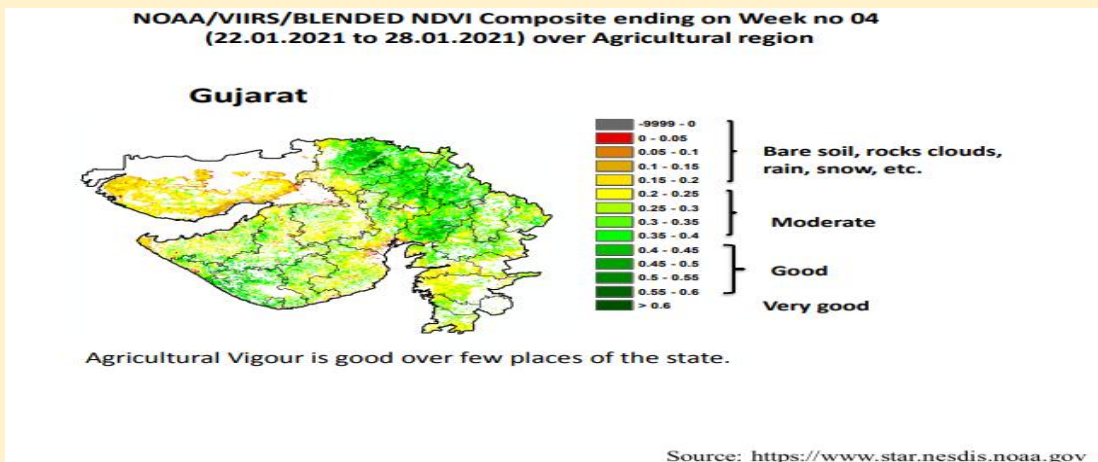 NOAA/VIIRS/BLENDED NDVI Composite ending on Week no 04
(22.01.2021 to 28.01.2021) over Agricultural region
Gujarat
-9999 - 0
0 - 0.05
0.05 - 0.1
0.1 - 0.15
0.15 - 0.2
0.2 - 0.25
0.25 - 0.3
0.3 - 0.35
0.35 - 0.4
0.4 - 0.45
0.45 - 0.5
0.5 - 0.55
0.55 - 0.6
> 0.6
Bare soil, rocks clouds,
rain, snow, etc.
Moderate
Good
Very good
Agricultural Vigour is good over few places of the state.
Source: https://www.star.nesdis.noaa.gov